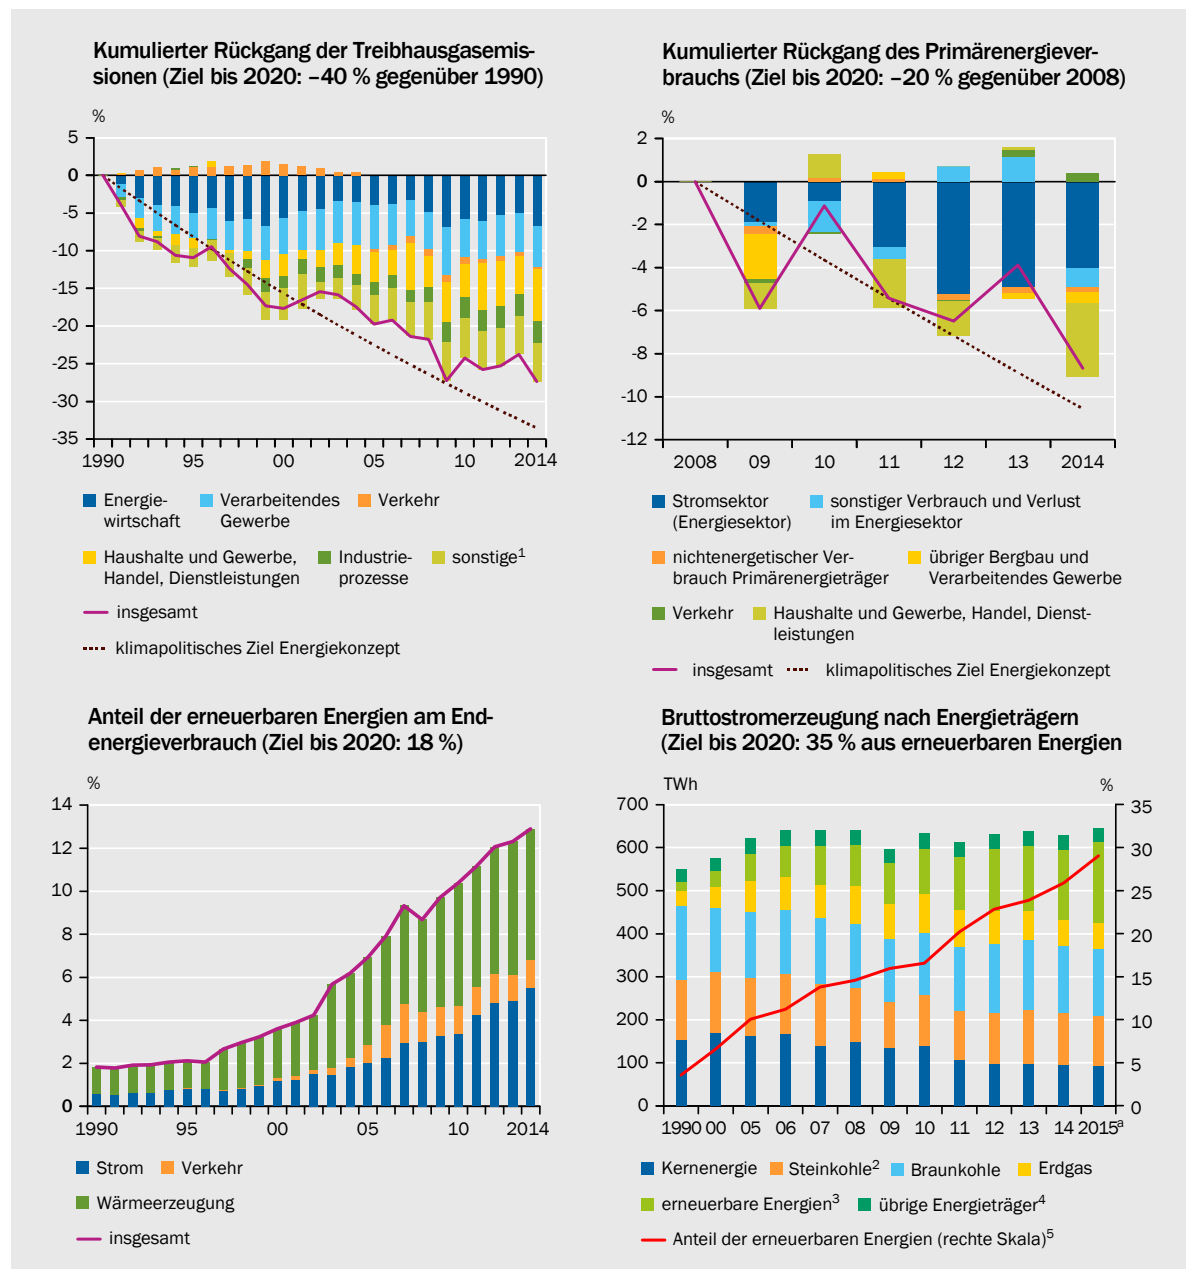 Kumulierter Rückgang der Treibhausgasemis-
sionen (Ziel bis 2020: –40 % gegenüber 1990)
%
5
0
-5
-10
-15
-20
-25
-30
-35
1990 95 00 05 10 2014
Energie-
wirtschaft
Verarbeitendes
Gewerbe
Verkehr
Haushalte und Gewerbe,
Handel, Dienstleistungen
Industrie-
prozesse
sonstige1
insgesamt
klimapolitisches Ziel Energiekonzept
Kumulierter Rückgang des Primärenergiever-
brauchs (Ziel bis 2020: –20 % gegenüber 2008)
%
2
0
-2
-4
-6
-8
-10
-12
2008 09 10 11 12 13 2014
Stromsektor
(Energiesektor)
sonstiger Verbrauch und Verlust
im Energiesektor
nichtenergetischer Ver-
brauch Primärenergieträger
übriger Bergbau und
Verarbeitendes Gewerbe
Verkehr
Haushalte und Gewerbe, Handel, Dienst-
leistungen
insgesamt
klimapolitisches Ziel Energiekonzept
Anteil der erneuerbaren Energien am End-
energieverbrauch (Ziel bis 2020: 18 %)
%
14
12
10
8
6
4
2
0
1990 95 00 05 10 2014
Strom
Verkehr
Wärmeerzeugung
insgesamt
Bruttostromerzeugung nach Energieträgern
(Ziel bis 2020: 35 % aus erneuerbaren Energien
TWh
%
700
600
500
400
300
200
100
0
35
30
25
20
15
10
5
0
1990 00 05 06 07 08 09 10 11 12 13 14 2015a
Kernenergie
Steinkohle2
Braunkohle
Erdgas
erneuerbare Energien3
übrige Energieträger4
Anteil der erneuerbaren Energien (rechte Skala)5